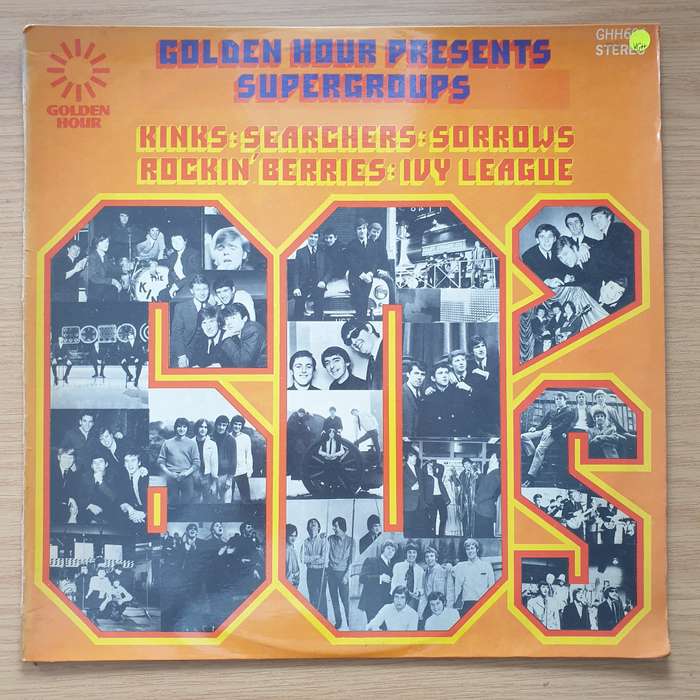 GOLDEN HOUR PRESENTS
SUPERGROUPS
GOLDEN
HOUR
STEREO
KINKS:SEARCHERS:SORROWS
ROCKIN' BERRIES:IVY LEAGUE
60's